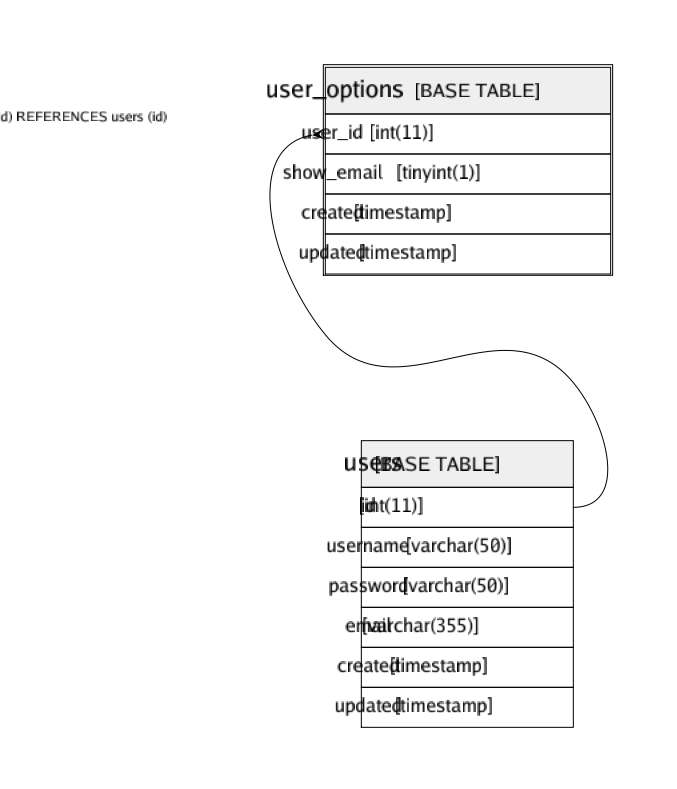 user_options [BASE TABLE]
d) REFERENCES users (id)
user_id [int(11)]
show_email [tinyint(1)]
created [timestamp]
updated [timestamp]
users [BASE TABLE]
id [int(11)]
username [varchar(50)]
password [varchar(50)]
email [varchar(355)]
created [timestamp]
updated [timestamp]